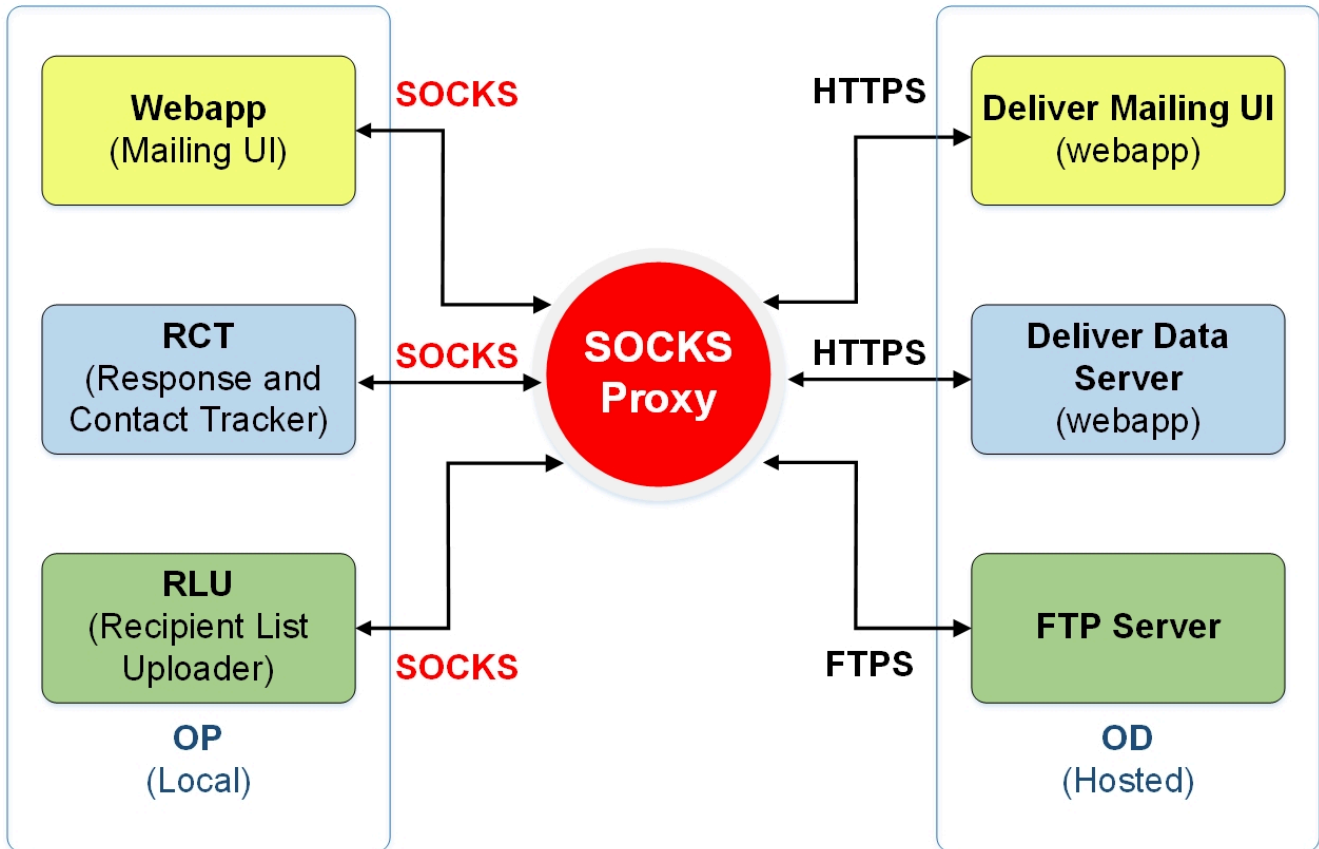 Webapp
(Mailing UI)
SOCKS
HTTPS
Deliver Mailing UI
(webapp)
RCT
(Response and
Contact Tracker)
SOCKS
SOCKS
Proxy
HTTPS
Deliver Data
Server
(webapp)
RLU
(Recipient List
Uploader)
SOCKS
FTPS
FTP Server
OP
(Local)
OD
(Hosted)